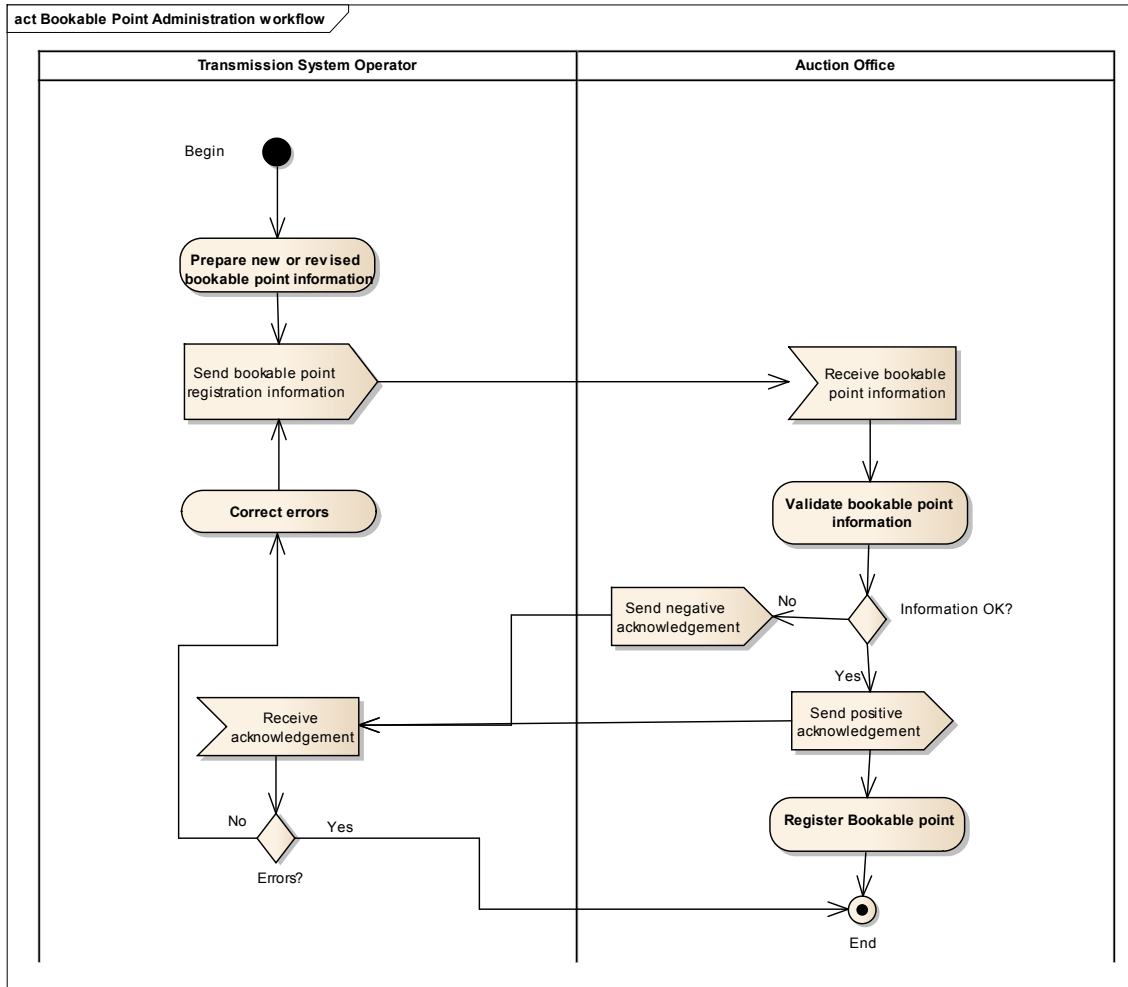 act Bookable Point Administration workflow
Transmission System Operator
Auction Office
Begin
Prepare new or revised
bookable point information
Send bookable point
registration information
Receive bookable
point information
Correct errors
Validate bookable point
information
Send negative
acknowledgement
No
Information OK?
Yes
Receive
acknowledgement
Send positive
acknowledgement
No
Yes
Errors?
Register Bookable point
End